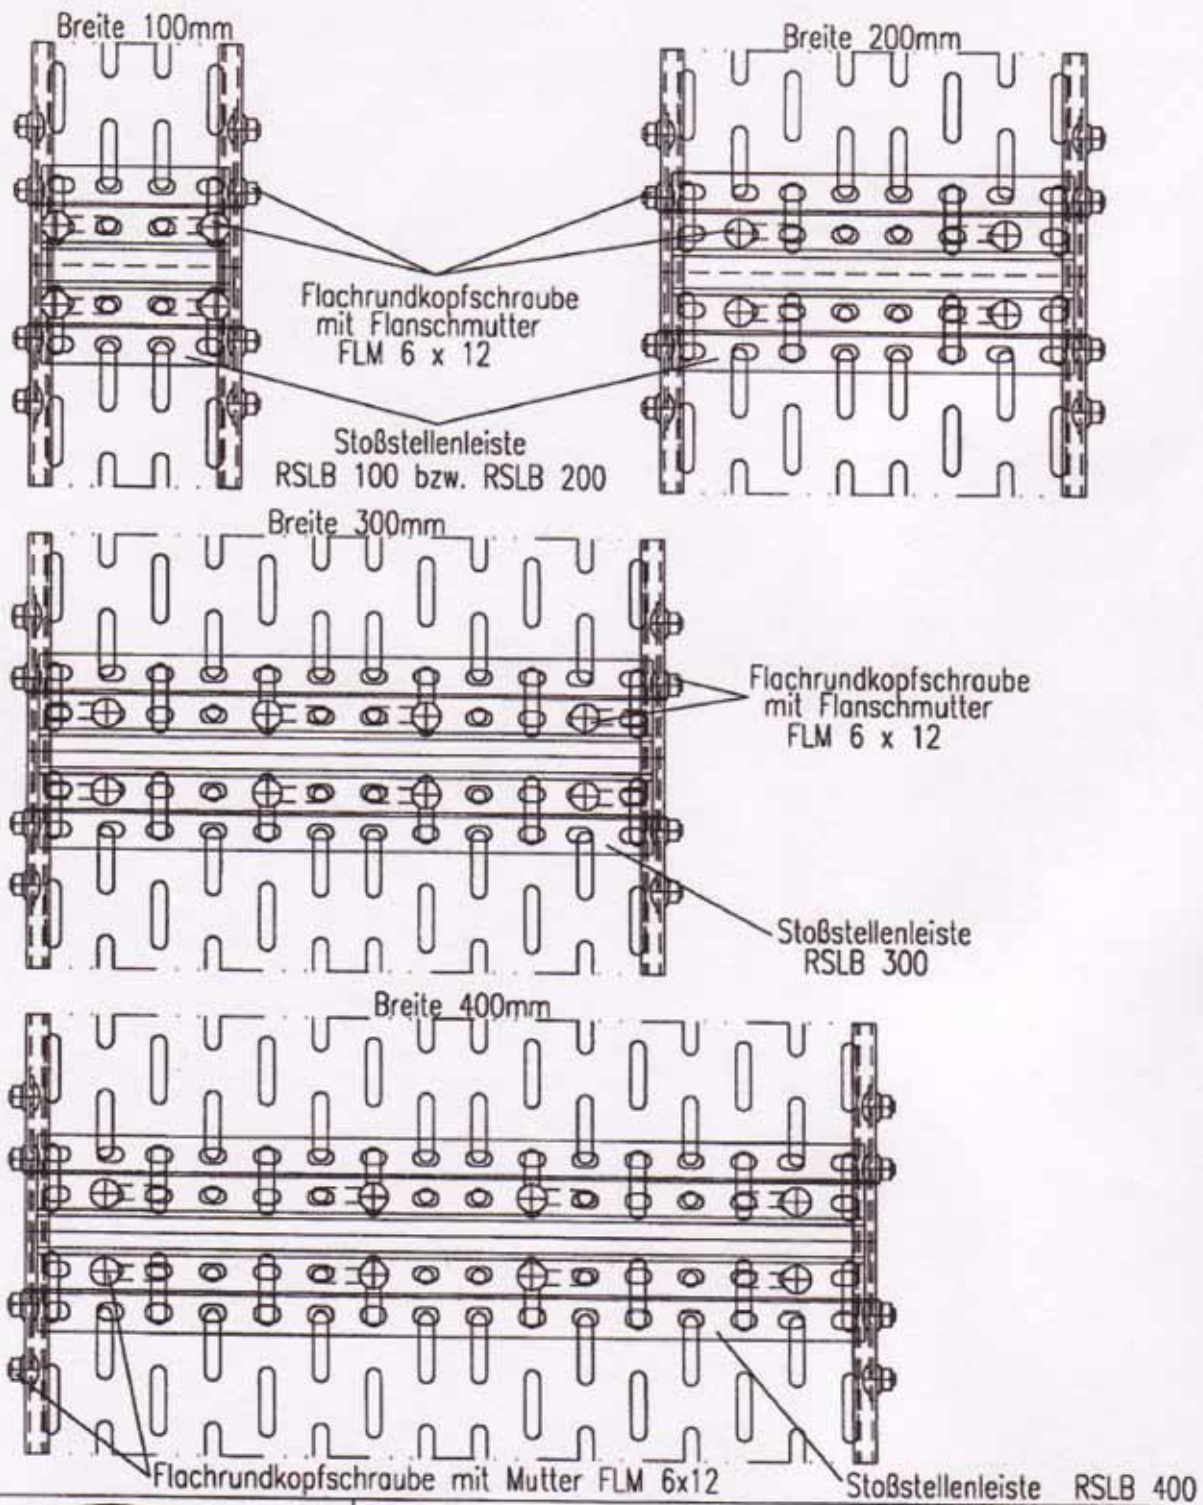 Breite 100mm
Breite 200mm
Flachrundkopfschraube
mit Flanschmutter
FLM 6 x 12
Stoßstellenleiste
RSLB 100 bzw. RSLB 200
Breite 300mm
Flachrundkopfschraube
mit Flanschmutter
FLM 6 x 12
Stoßstellenleiste
RSLB 300
Breite 400mm
Flachrundkopfschraube mit Mutter FLM 6x12
Stoßstellenleiste RSLB 400